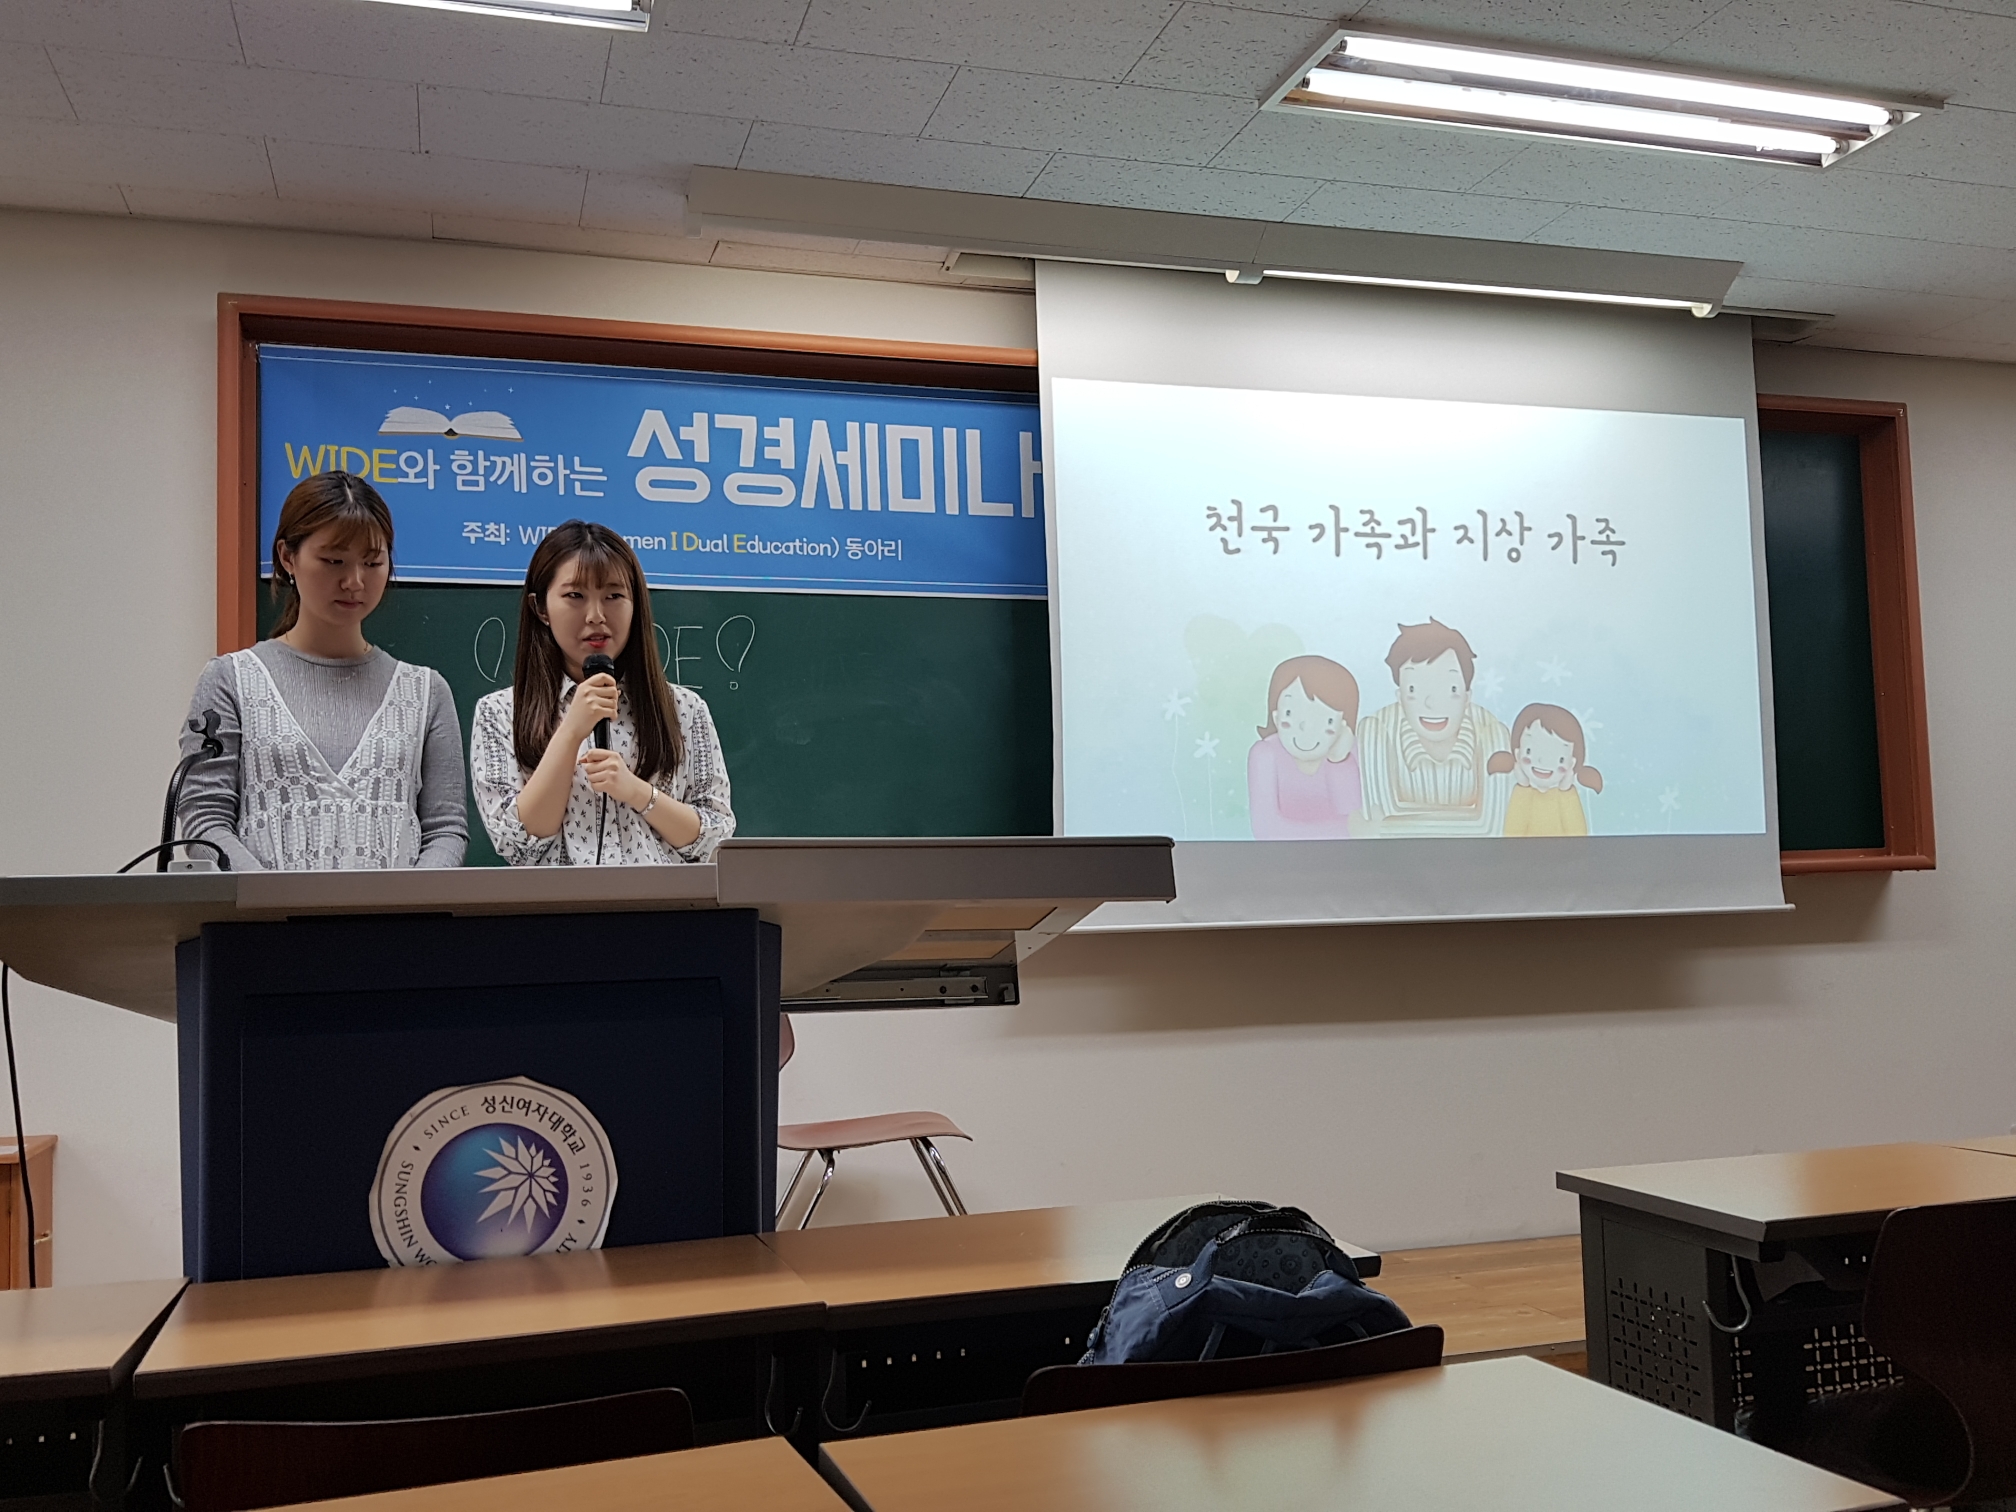 WIDE와 함께하는 성경세미나
주최: men I Dual Education) 동아리
DE?
천국 가족과 지상 가족
SINCE 성신여자대학교 1936
SUNGSHIN